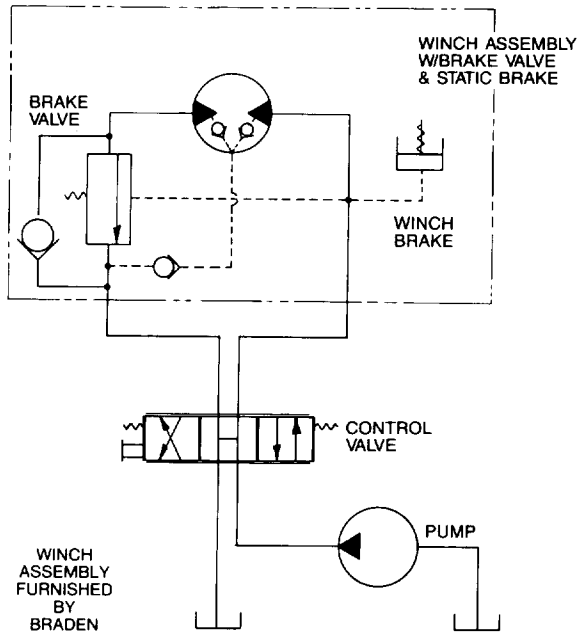 WINCH ASSEMBLY
W/BRAKE VALVE
& STATIC BRAKE
BRAKE
VALVE
WINCH
BRAKE
CONTROL
VALVE
PUMP
WINCH
ASSEMBLY
FURNISHED
BY
BRADEN